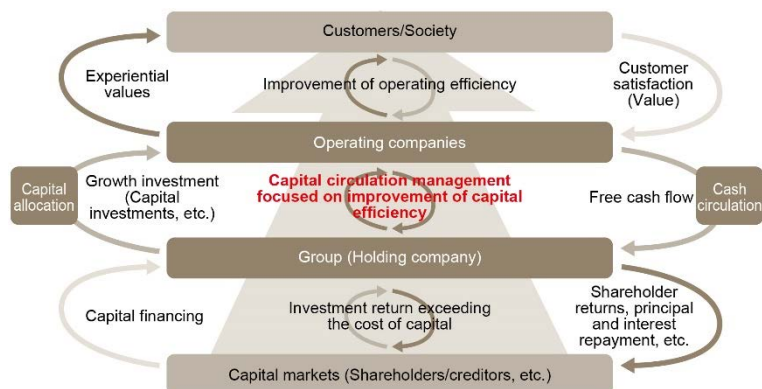 Customers/Society
Experiential
values
Improvement of operating efficiency
Customer
satisfaction
(Value)
Operating companies
Capital
allocation
Growth investment
(Capital
investments, etc.)
Capital circulation management
focused on improvement of capital
efficiency
Free cash flow
Cash
circulation
Group (Holding company)
Capital financing
Investment return exceeding
the cost of capital
Shareholder
returns, principal
and interest
repayment, etc.
Capital markets (Shareholders/creditors, etc.)